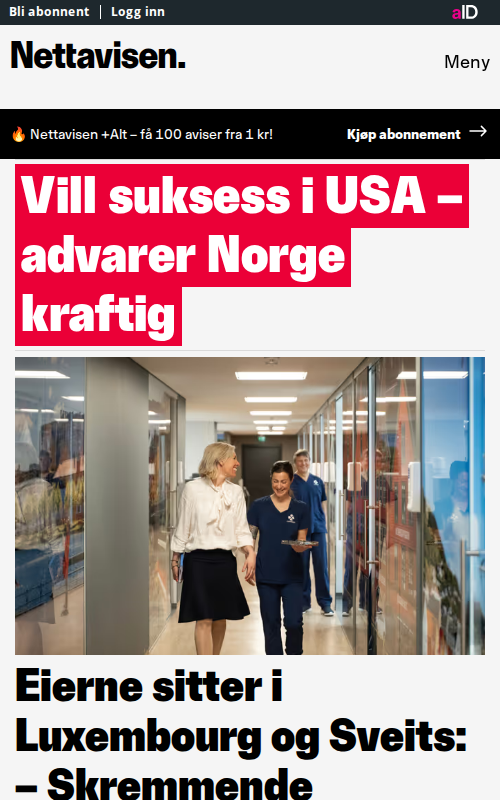 Bli abonnent | Logg inn
aID
Nettavisen.
Meny
🔥 Nettavisen +Alt – få 100 aviser fra 1 kr!
Kjøp abonnement →
Vill suksess i USA –
advarer Norge
kraftig
Eierne sitter i
Luxembourg og Sveits:
– Skremmende